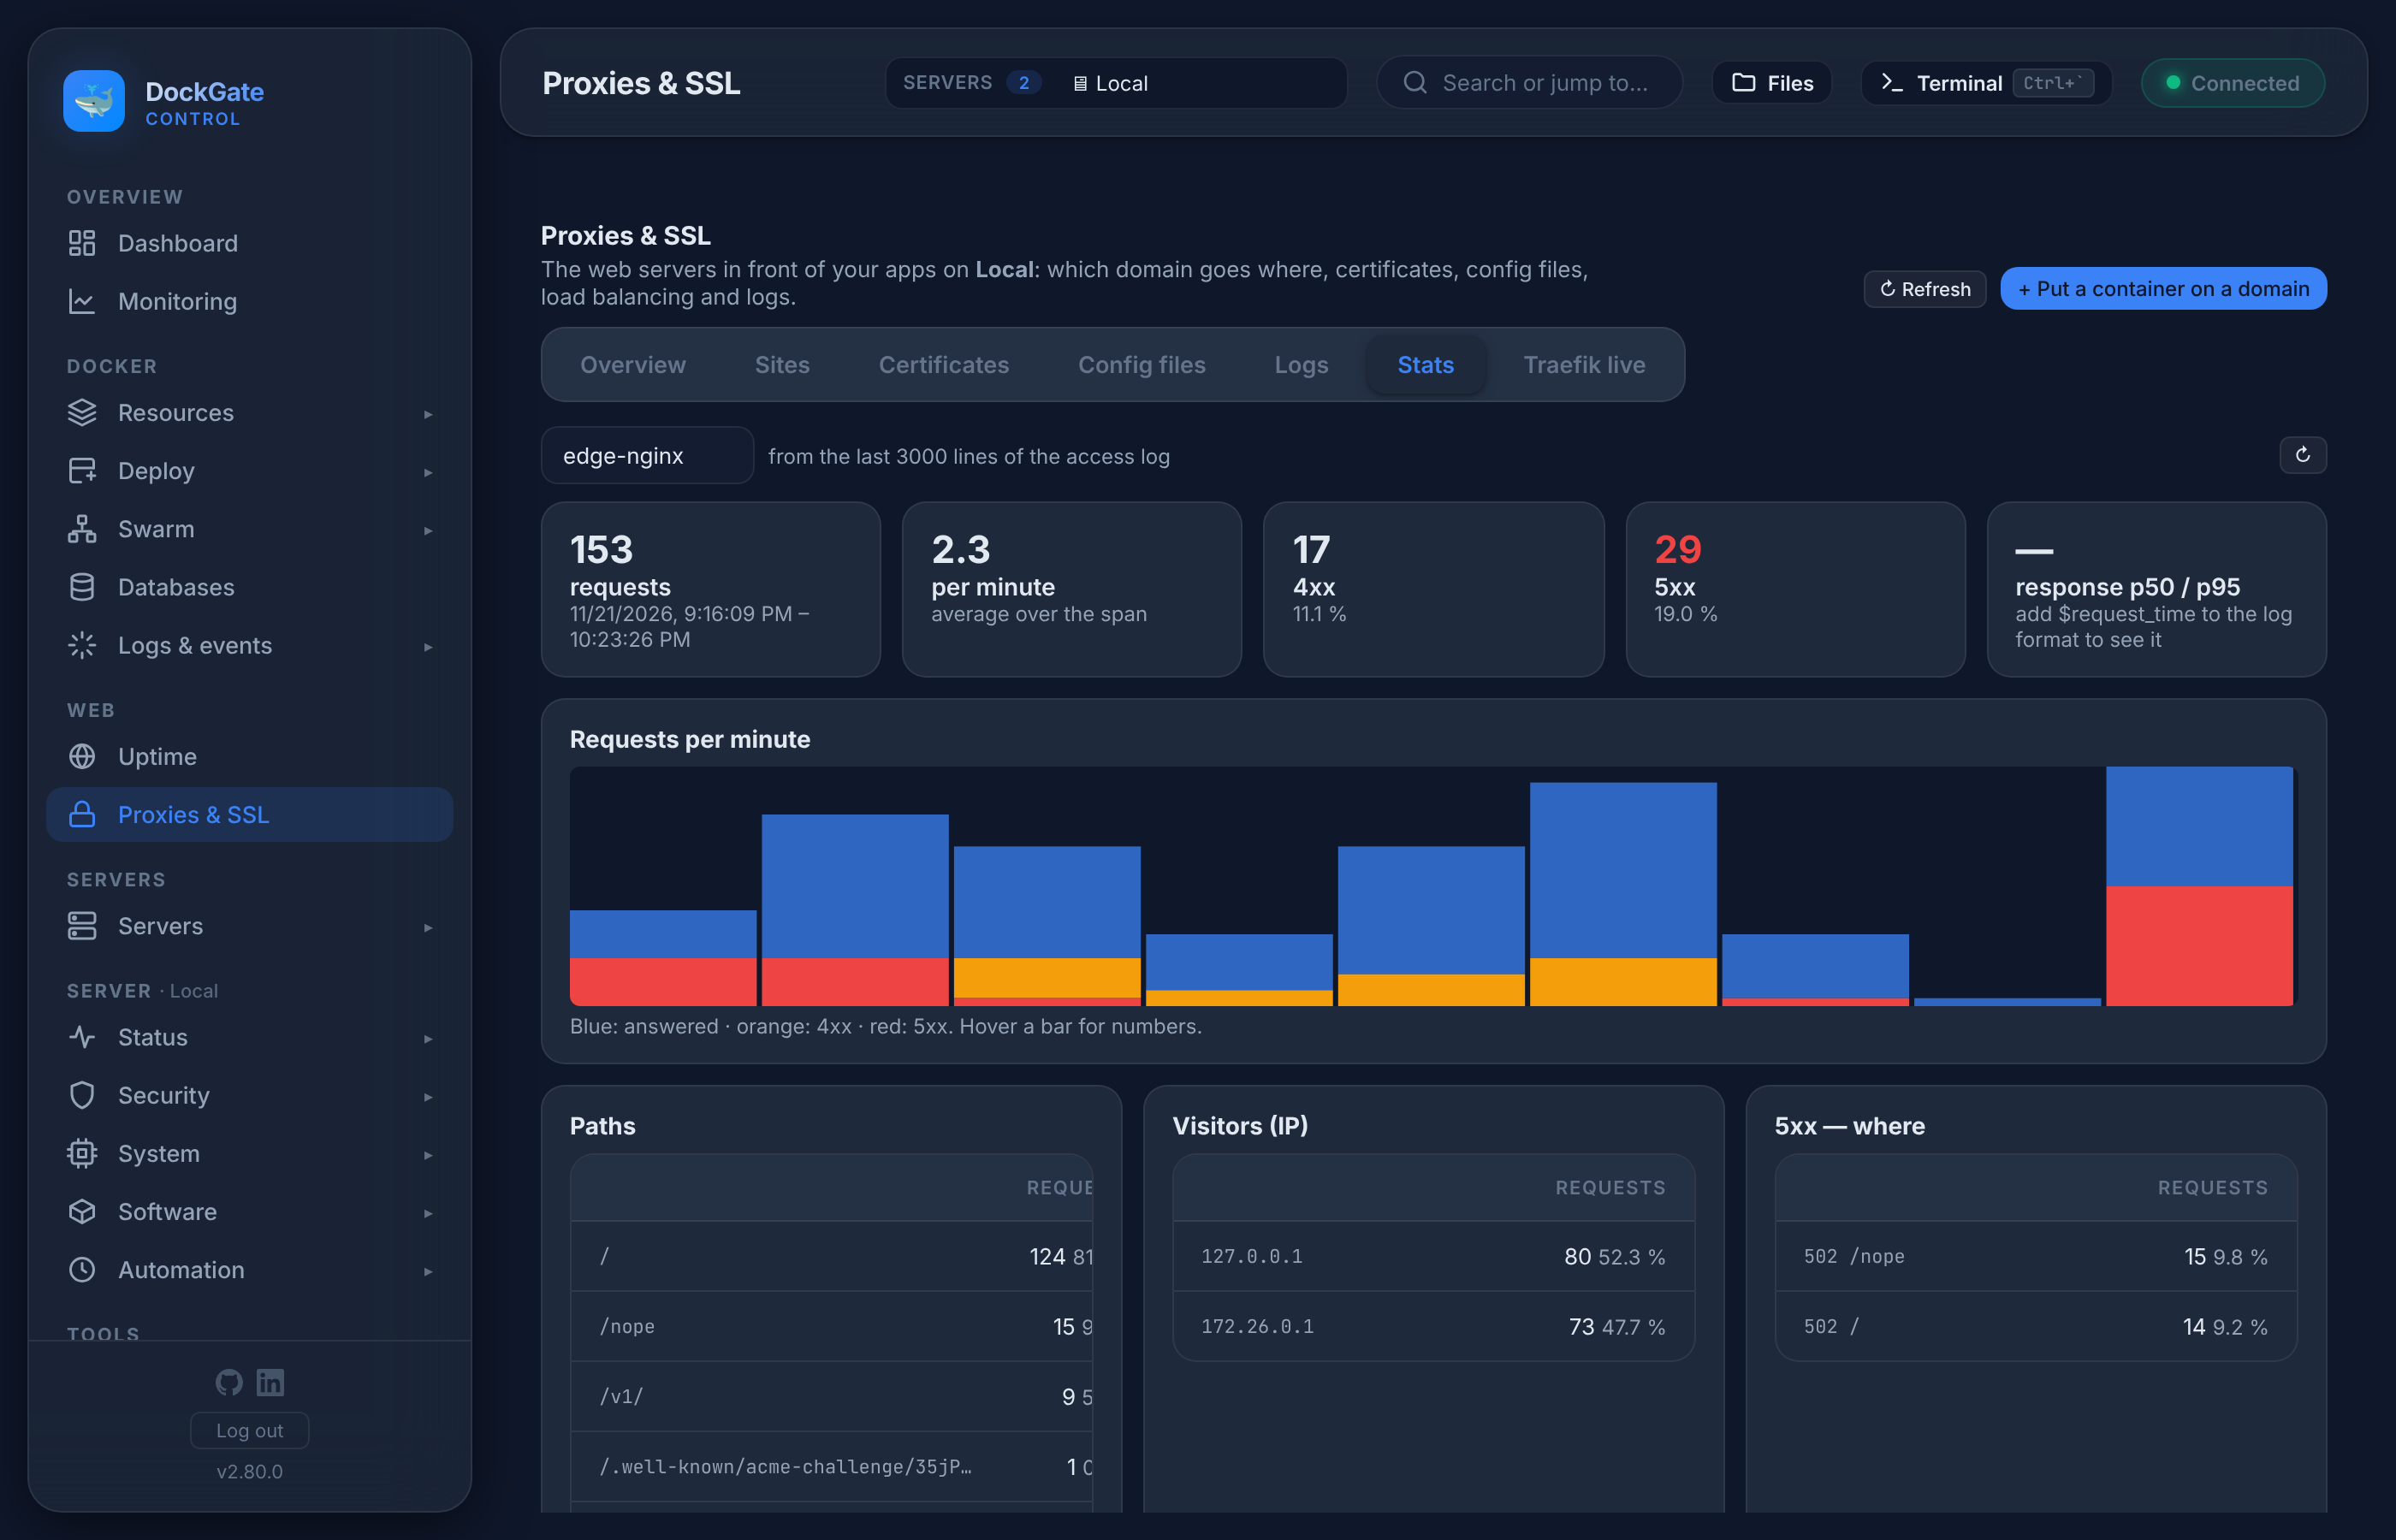 DockGate
CONTROL
OVERVIEW
Dashboard
Monitoring
DOCKER
Resources
Deploy
Swarm
Databases
Logs & events
WEB
Uptime
Proxies & SSL
SERVERS
Servers
SERVER · Local
Status
Security
System
Software
Automation
TOOLS
Log out
v2.80.0
Proxies & SSL
SERVERS 2 Local
Search or jump to...
Files
Terminal Ctrl+`
Connected
Proxies & SSL
The web servers in front of your apps on Local: which domain goes where, certificates, config files,
load balancing and logs.
Refresh
+ Put a container on a domain
Overview Sites Certificates Config files Logs Stats Traefik live
edge-nginx from the last 3000 lines of the access log
153
requests
11/21/2026, 9:16:09 PM –
10:23:26 PM
2.3
per minute
average over the span
17
4xx
11.1 %
29
5xx
19.0 %
—
response p50 / p95
add $request_time to the log
format to see it
Requests per minute
Blue: answered · orange: 4xx · red: 5xx. Hover a bar for numbers.
Paths
REQUE
/ 124 81
/nope 15 9
/v1/ 9 5
/.well-known/acme-challenge/35jP… 1 0
Visitors (IP)
REQUESTS
127.0.0.1 80 52.3 %
172.26.0.1 73 47.7 %
5xx — where
REQUESTS
502 /nope 15 9.8 %
502 / 14 9.2 %